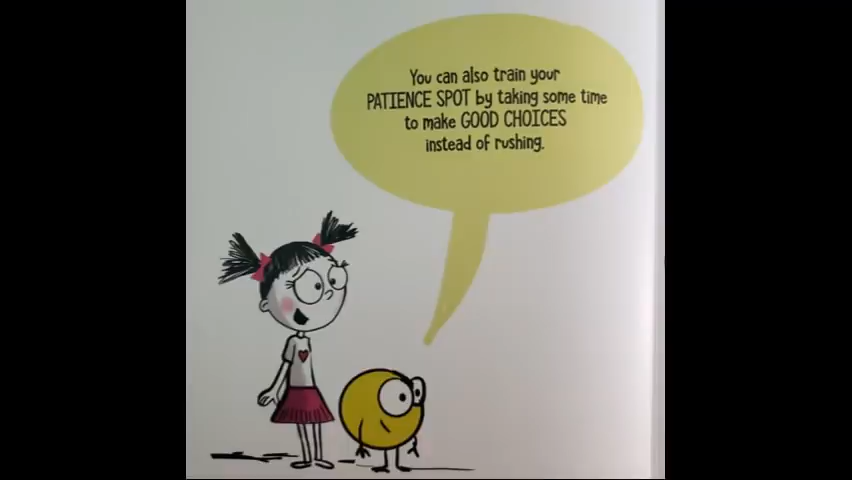 You can also train your
PATIENCE SPOT by taking some time
to make GOOD CHOICES
instead of rushing.